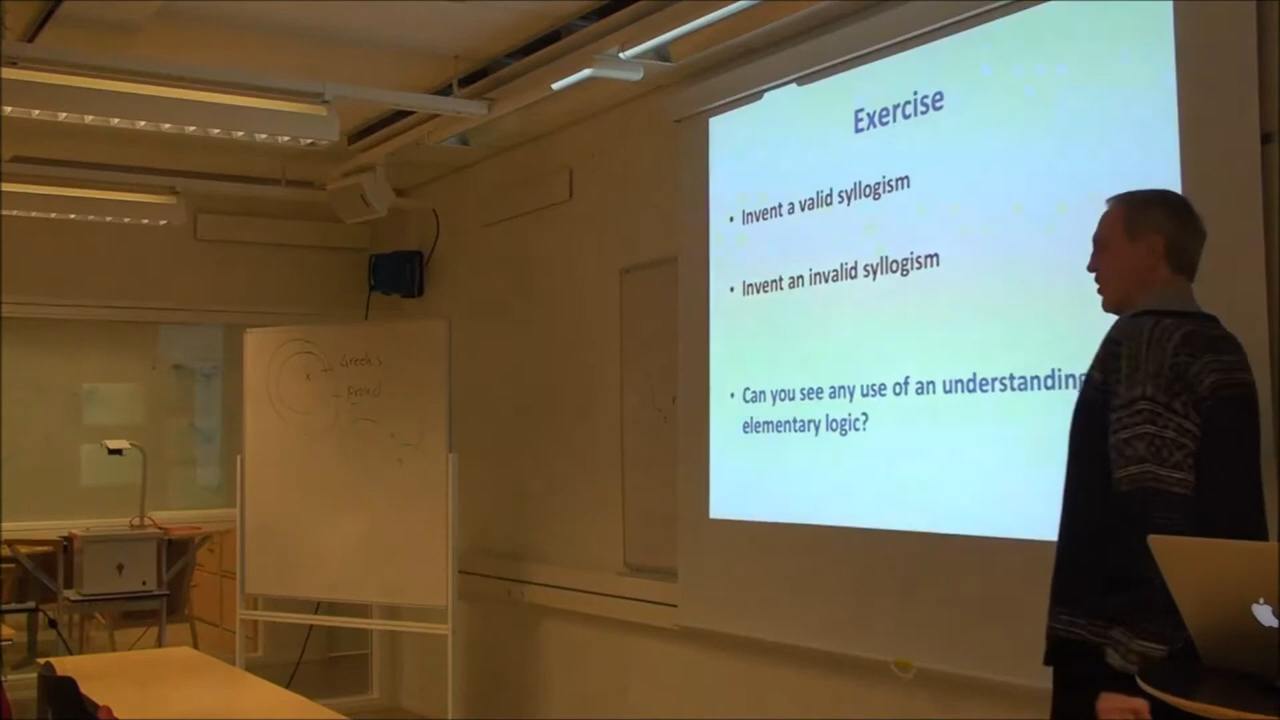 Exercise
• Invent a valid syllogism
• Invent an invalid syllogism
• Can you see any use of an understanding
elementary logic?
Greeks
Proud